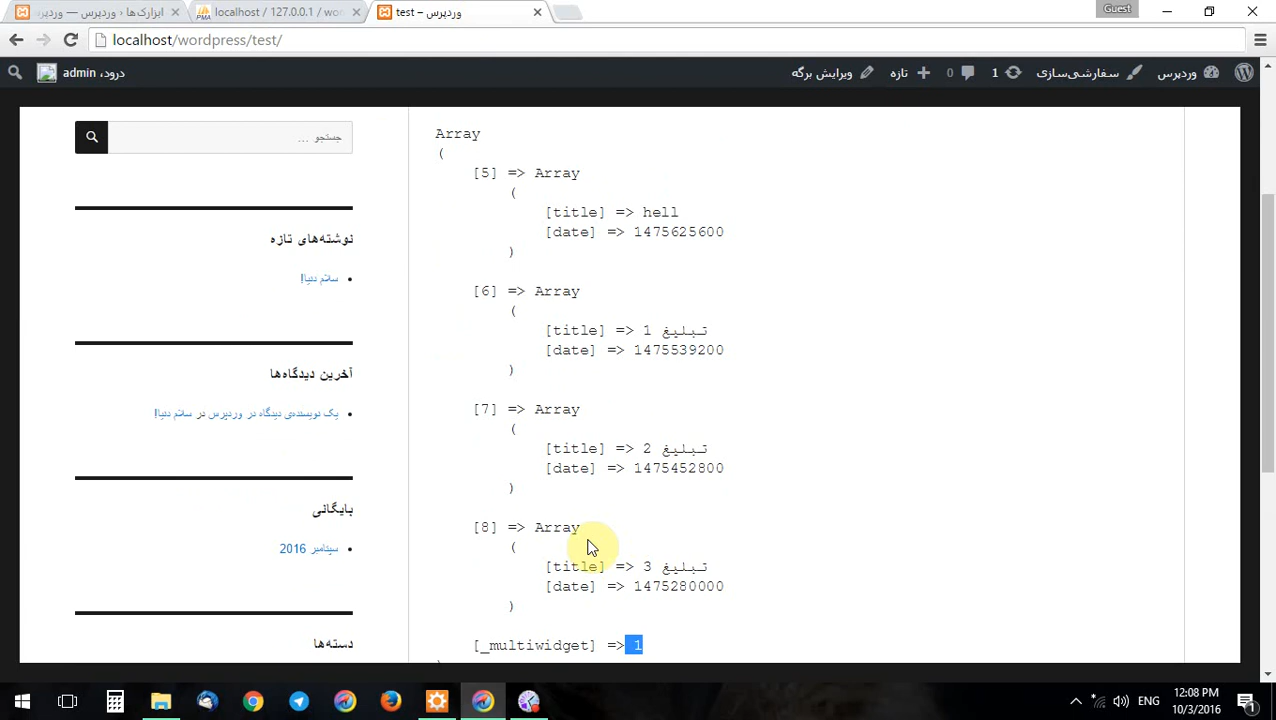 ابزارک‌ها ‹ وردپرس — وردپر
localhost / 127.0.0.1 / wo
test – وردپرس
Guest
localhost/wordpress/test/
وردپرس
سفارشی‌سازی
1
0
تازه
ویرایش برگه
درود، admin
جستجو …
نوشته‌های تازه
سلام دنیا!
آخرین دیدگاه‌ها
یک نویسنده‌ی دیدگاه در وردپرس در سلام دنیا!
بایگانی
سپتامبر 2016
دسته‌ها
Array
(
[5] => Array
(
[title] => hell
[date] => 1475625600
)
[6] => Array
(
[title] => تبلیغ 1
[date] => 1475539200
)
[7] => Array
(
[title] => تبلیغ 2
[date] => 1475452800
)
[8] => Array
(
[title] => تبلیغ 3
[date] => 1475280000
)
[_multiwidget] => 1
ENG
12:08 PM
10/3/2016
1